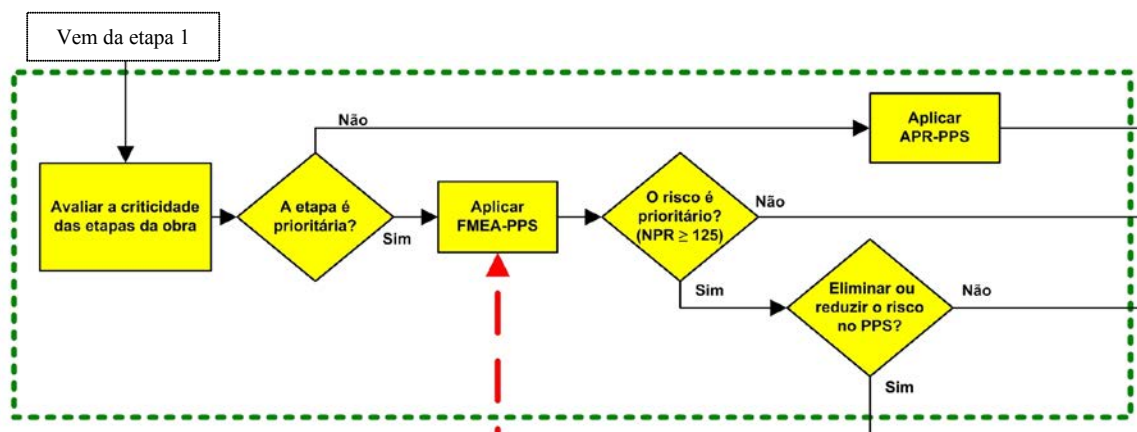 Vem da etapa 1
Não
Aplicar
APR-PPS
Avaliar a criticidade
das etapas da obra
A etapa é
prioritária?
Sim
Aplicar
FMEA-PPS
O risco é
prioritário?
(NPR ≥ 125)
Não
Sim
Eliminar ou
reduzir o risco
no PPS?
Não
Sim